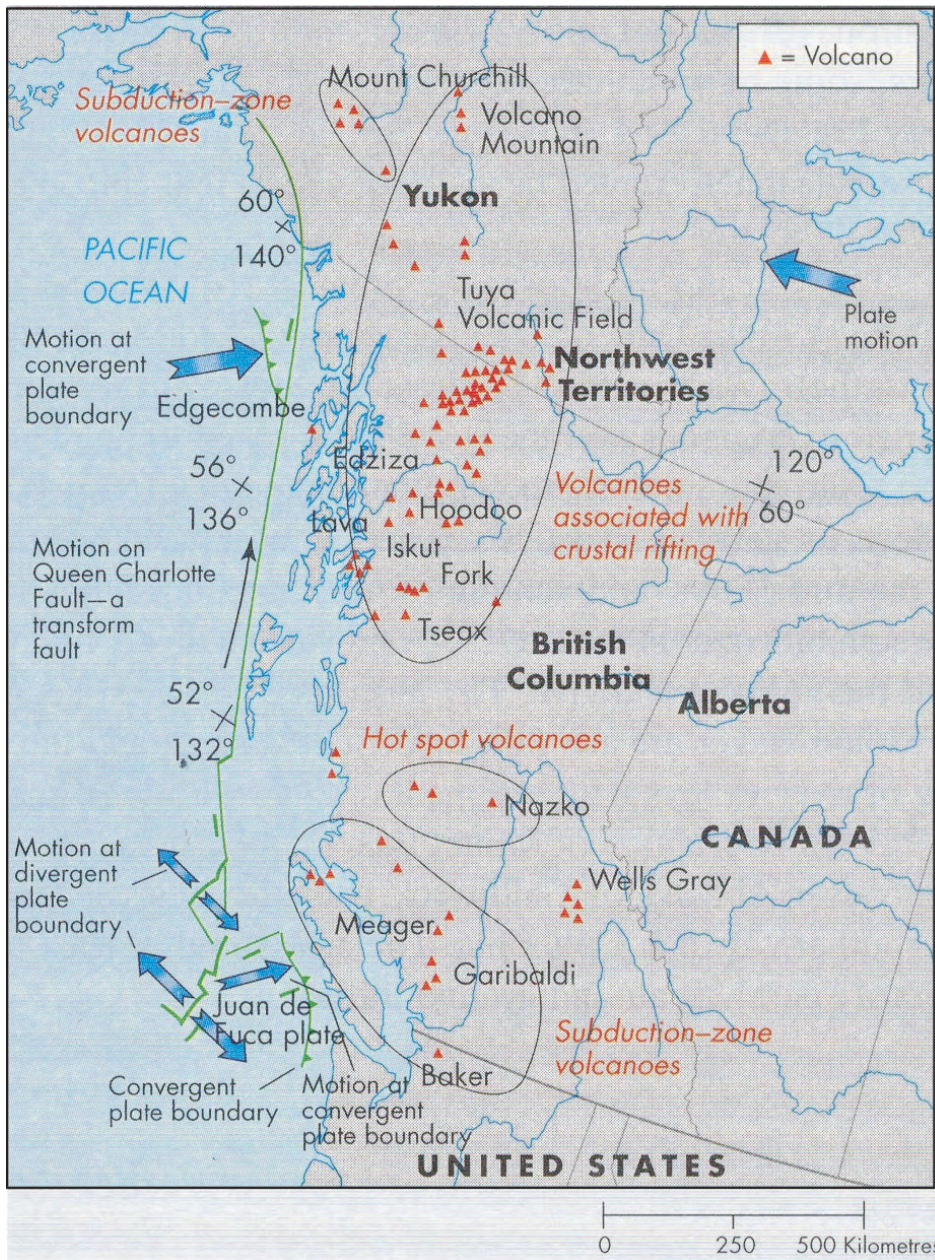 = Volcano
Mount Churchill
Subduction–zone
volcanoes
Volcano
Mountain
60°
140°
Yukon
PACIFIC
OCEAN
Tuya
Volcanic Field
Plate
motion
Motion at
convergent
plate
boundary
Northwest
Territories
Edgecombe
Edziza
56°
136°
120°
60°
Lava
Hoodoo
Volcanoes
associated with
crustal rifting
Iskut
Fork
Motion on
Queen Charlotte
Fault—a
transform
fault
Tseax
British
Columbia
Alberta
52°
132°
Hot spot volcanoes
Nazko
CANADA
Motion at
divergent
plate
boundary
Wells Gray
Meager
Garibaldi
Juan de
Fuca plate
Subduction–zone
volcanoes
Baker
Convergent
plate boundary
Motion at
convergent
plate boundary
UNITED STATES
0 250 500 Kilometres